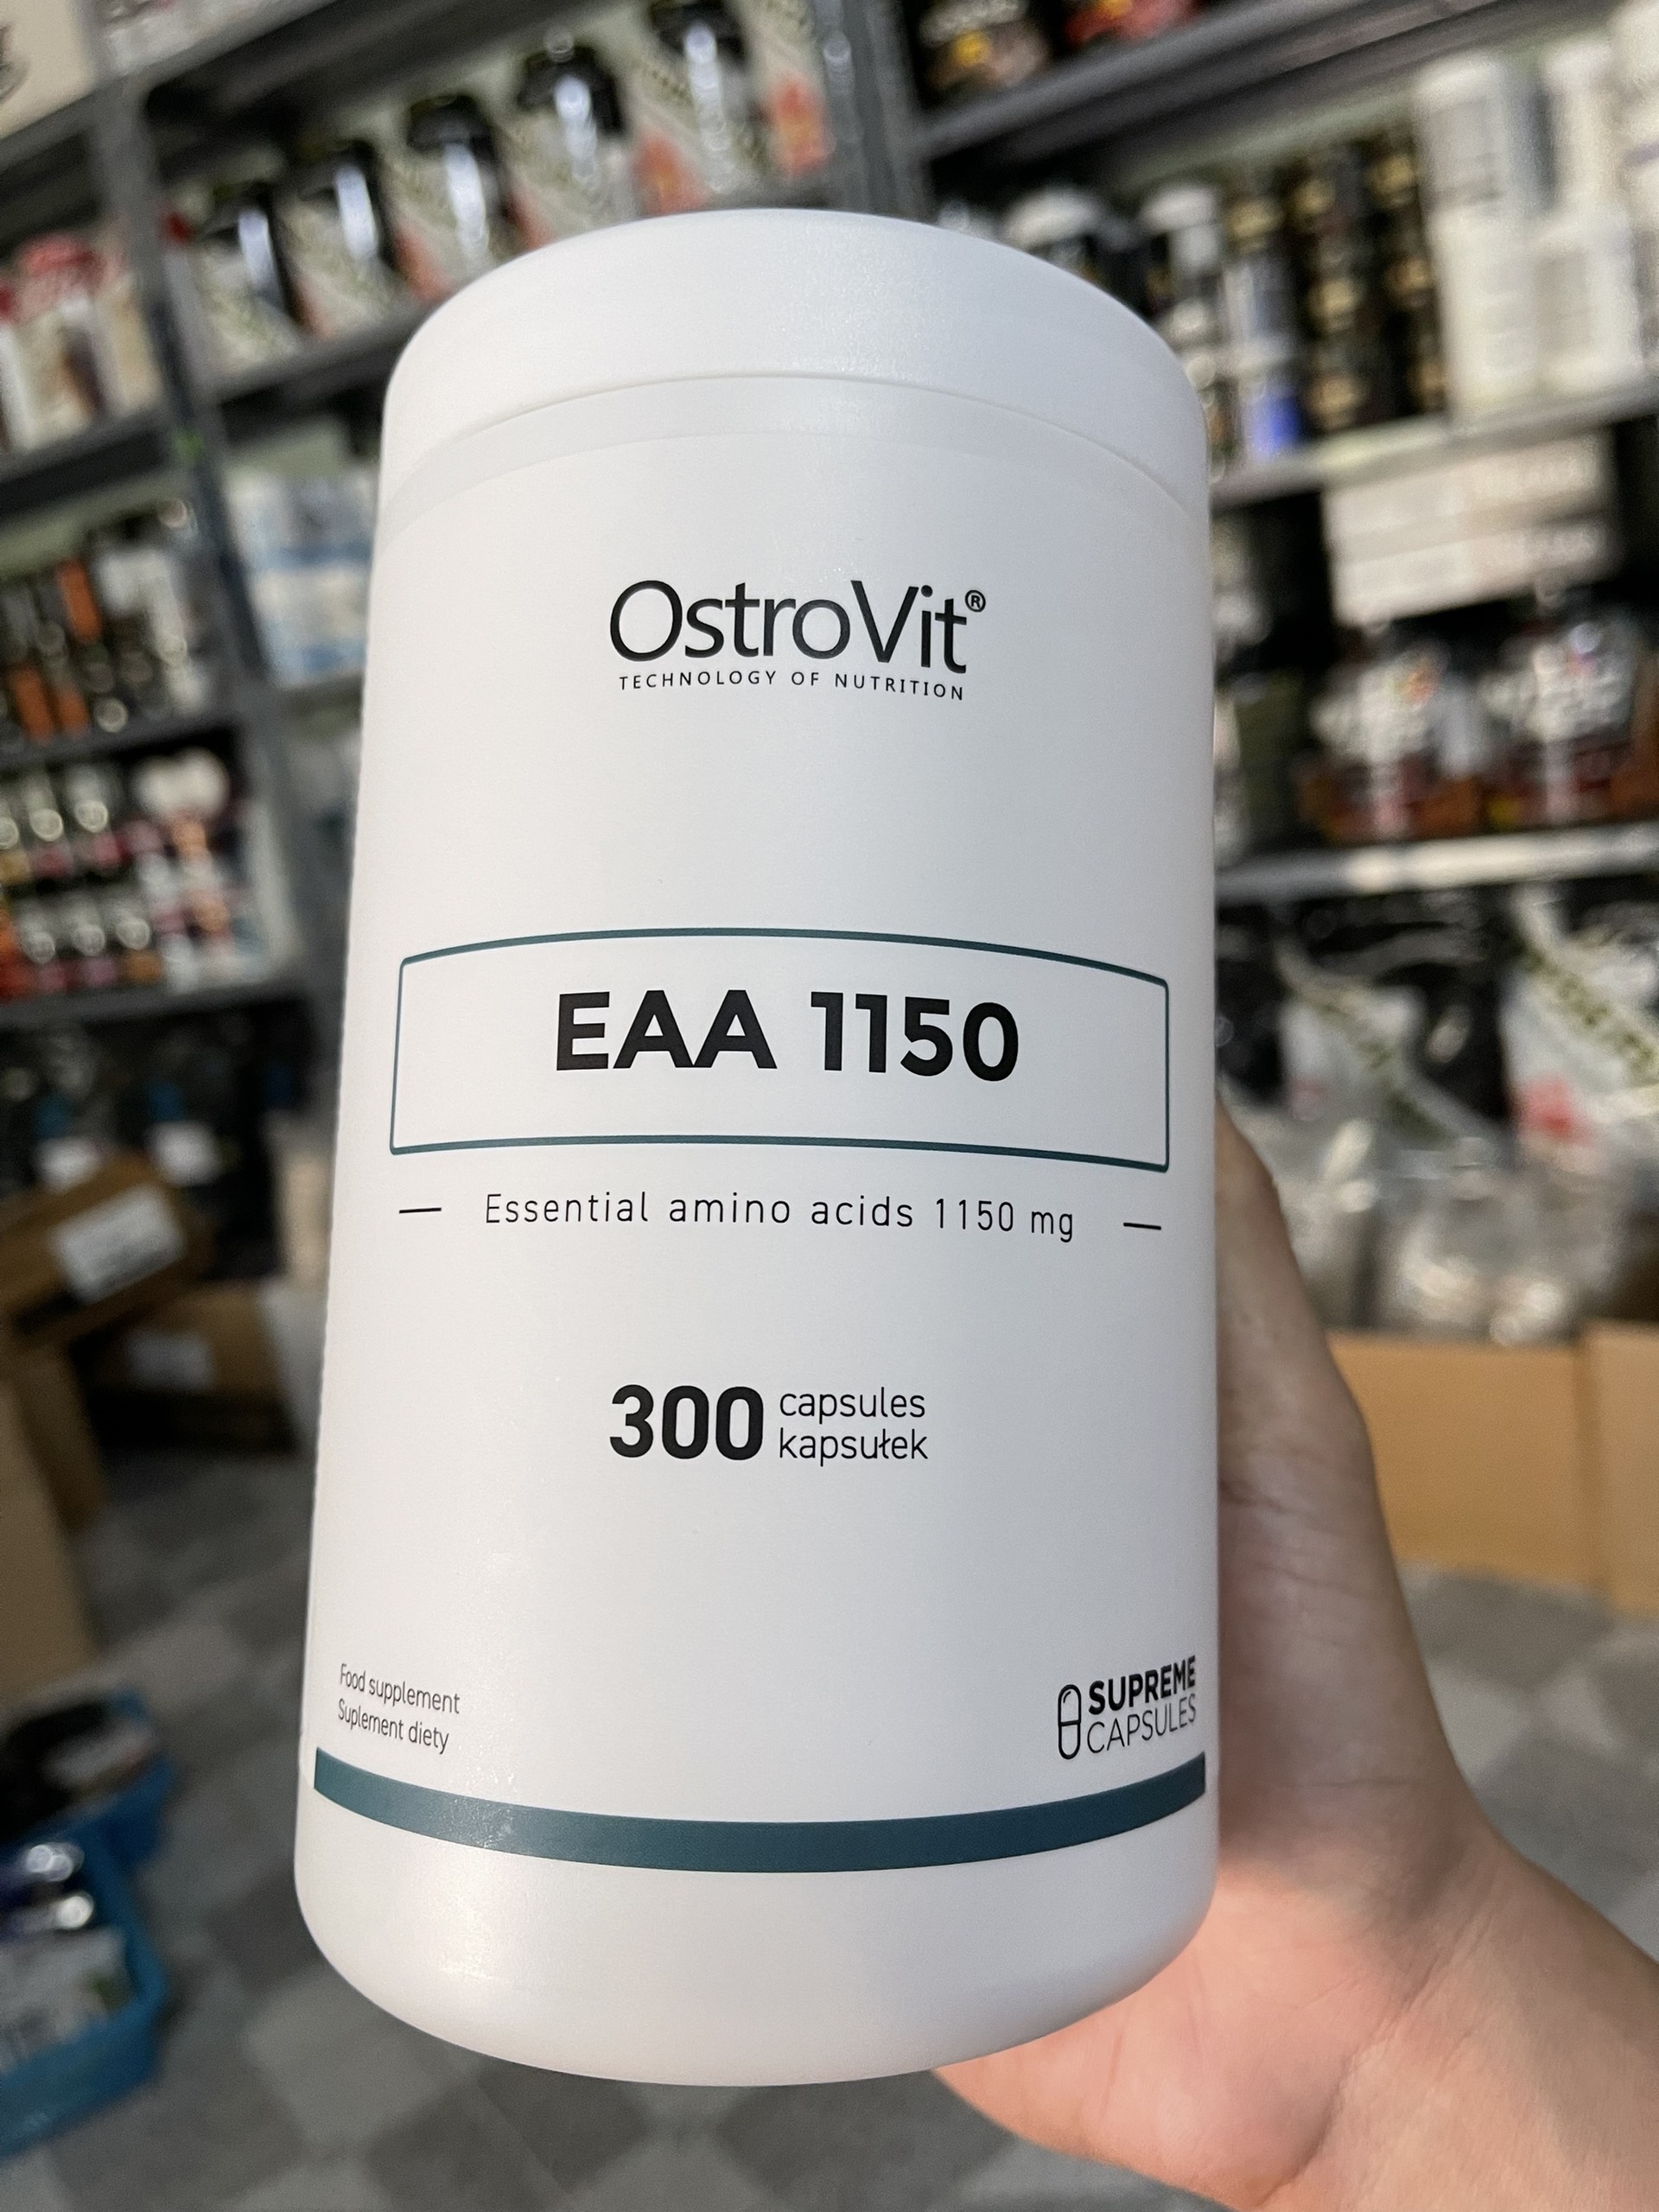 OstroVit®
TECHNOLOGY OF NUTRITION
EAA 1150
— Essential amino acids 1150 mg —
300 capsules
kapsułek
Food supplement
Suplement diety
SUPREME
CAPSULES